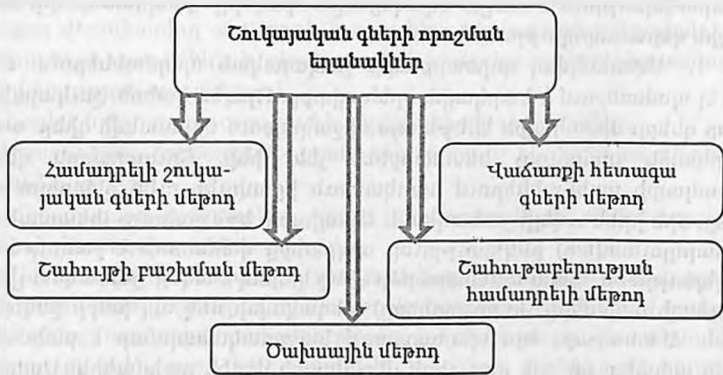 Շուկայական գների որոշման
եղանակներ
Համադրելի շուկա-
յական գների մեթոդ
Վաճառքի հետագա
գների մեթոդ
Շահույթի բաշխման մեթոդ
Շահութաբերության
համադրելի մեթոդ
Ծախսային մեթոդ